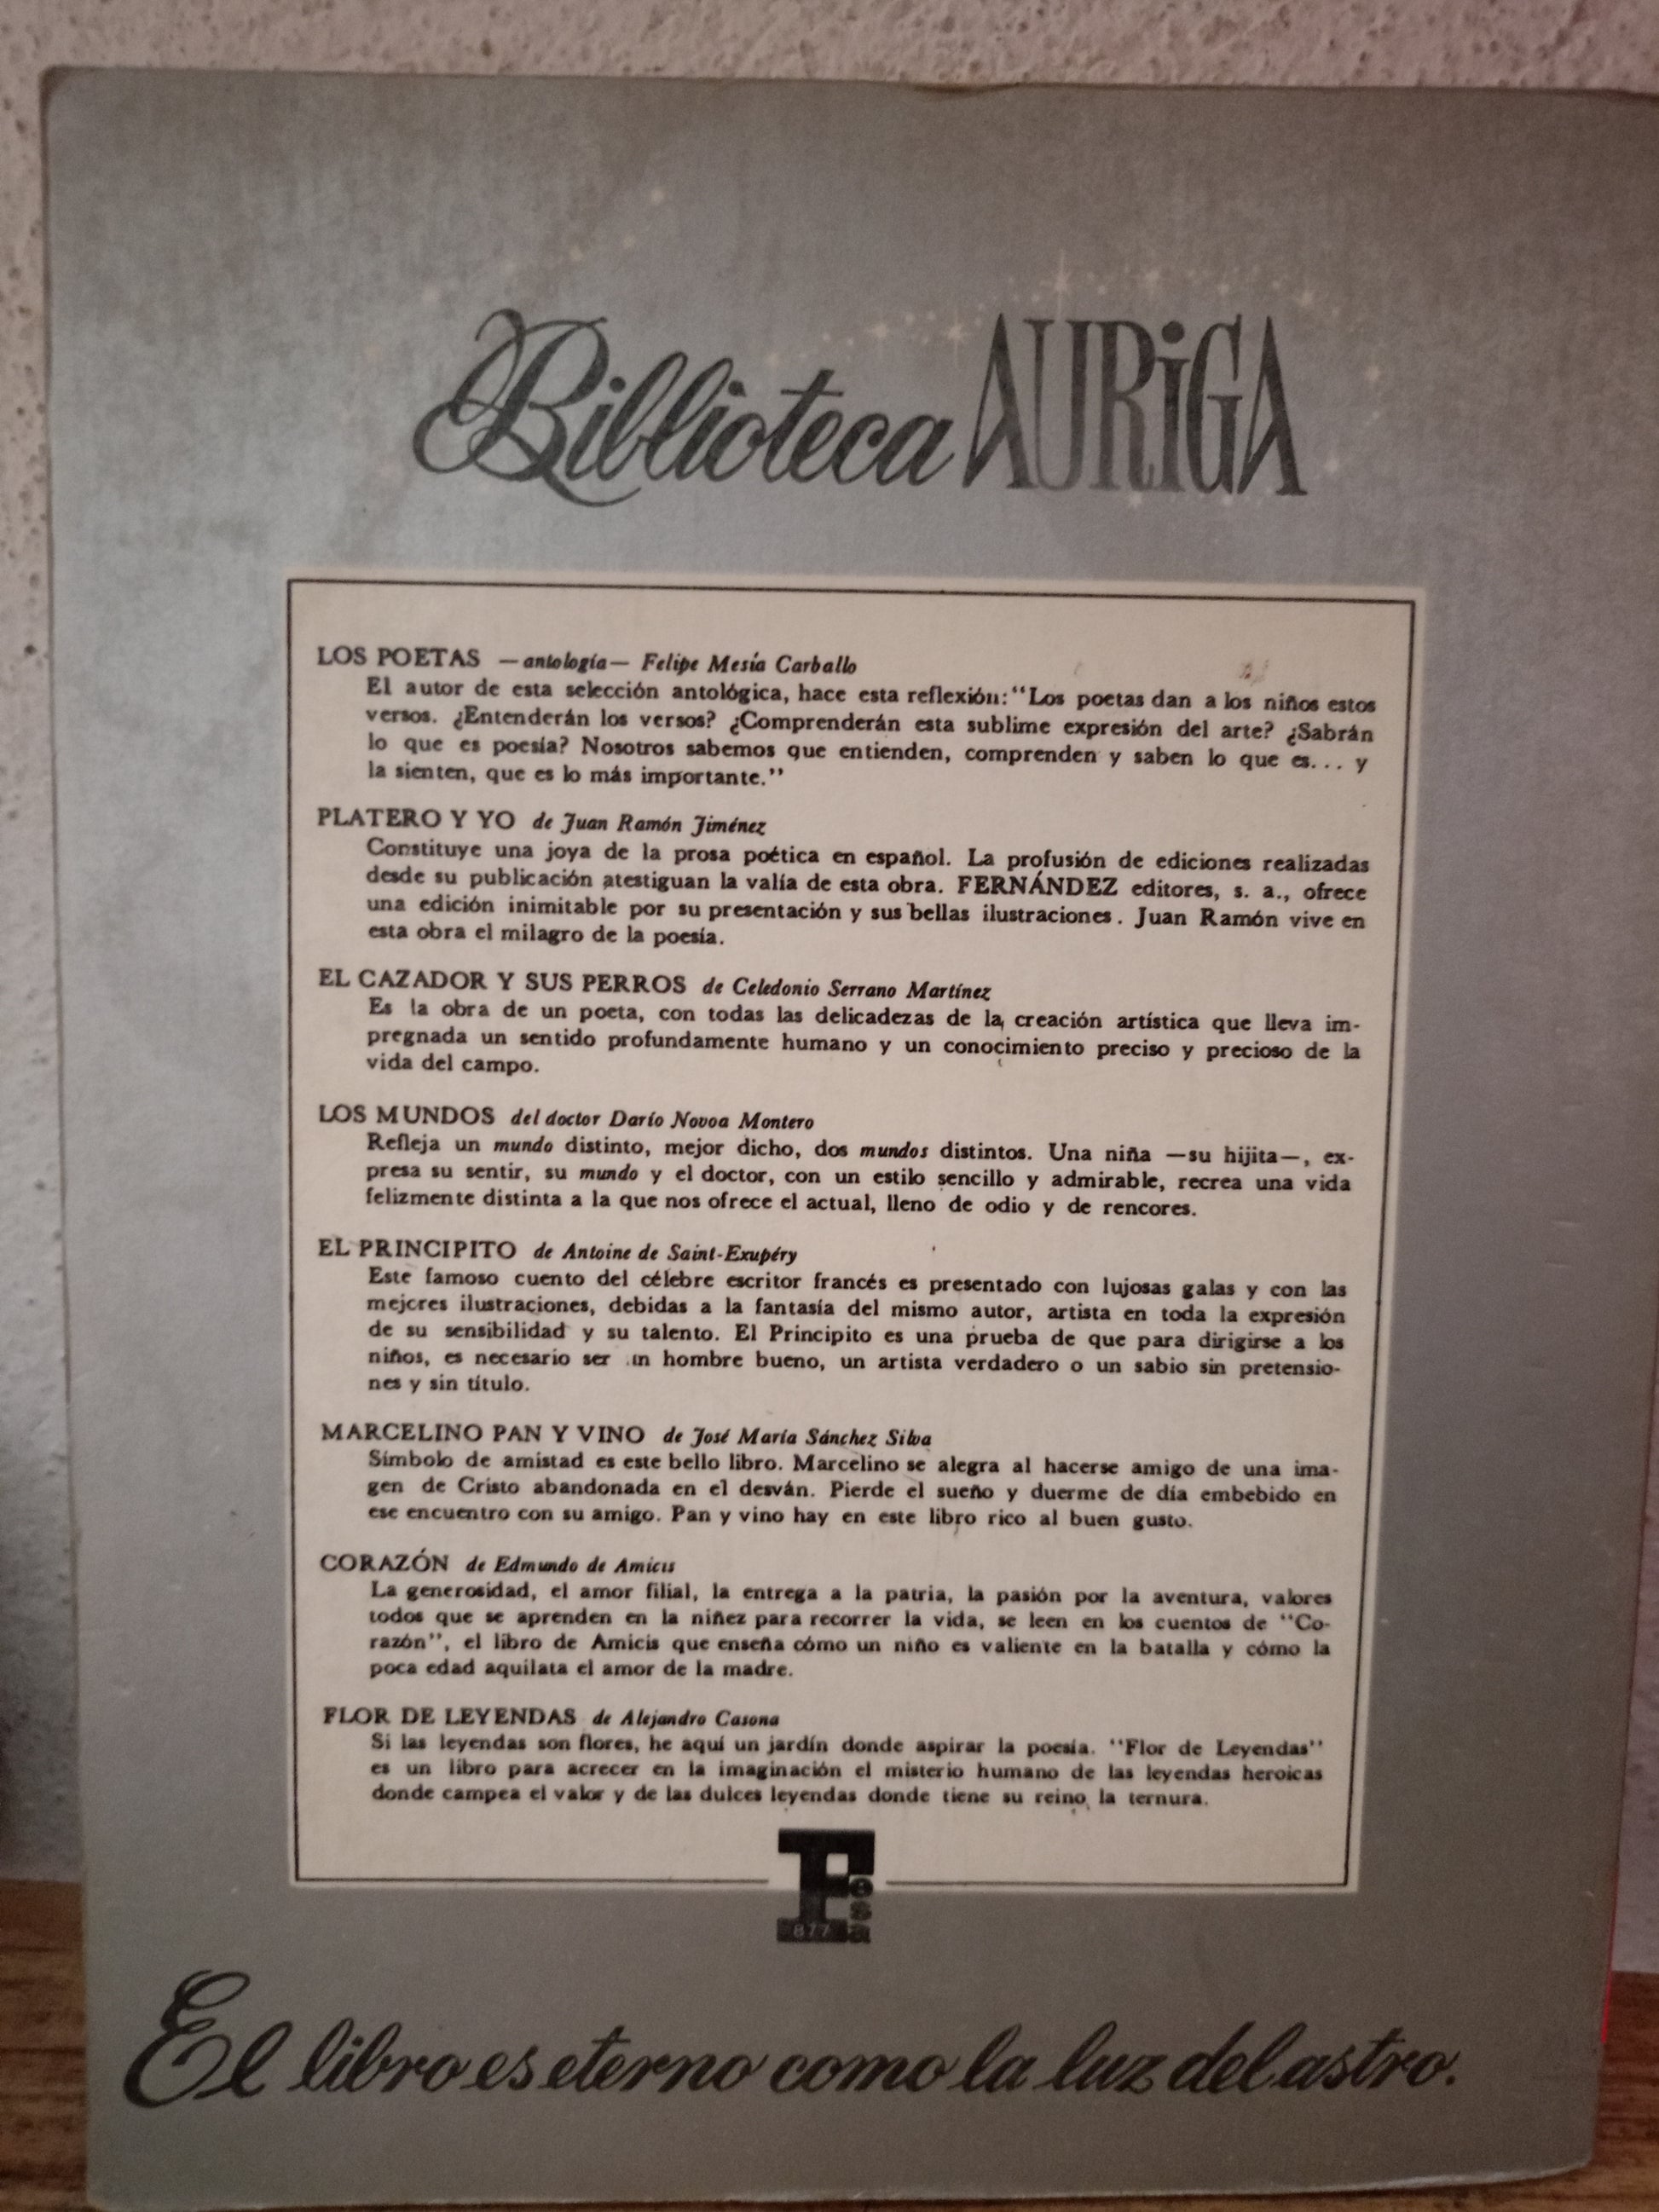 Biblioteca AURiGA
LOS POETAS —antología— Felipe Mesía Carballo
El autor de esta selección antológica, hace esta reflexión: “Los poetas dan a los niños estos
versos. ¿Entenderán los versos? ¿Comprenderán esta sublime expresión del arte? ¿Sabrán
lo que es poesía? Nosotros sabemos que entienden, comprenden y saben lo que es... y
la sienten, que es lo más importante.”
PLATERO Y YO de Juan Ramón Jiménez
Constituye una joya de la prosa poética en español. La profusión de ediciones realizadas
desde su publicación atestiguan la valía de esta obra. FERNÁNDEZ editores, s. a., ofrece
una edición inimitable por su presentación y sus bellas ilustraciones. Juan Ramón vive en
esta obra el milagro de la poesía.
EL CAZADOR Y SUS PERROS de Celedonio Serrano Martínez
Es la obra de un poeta, con todas las delicadezas de la creación artística que lleva im-
pregnada un sentido profundamente humano y un conocimiento preciso y precioso de la
vida del campo.
LOS MUNDOS del doctor Darío Novoa Montero
Refleja un mundo distinto, mejor dicho, dos mundos distintos. Una niña —su hijita—, ex-
presa su sentir, su mundo y el doctor, con un estilo sencillo y admirable, recrea una vida
felizmente distinta a la que nos ofrece el actual, lleno de odio y de rencores.
EL PRINCIPITO de Antoine de Saint-Exupéry
Este famoso cuento del célebre escritor francés es presentado con lujosas galas y con las
mejores ilustraciones, debidas a la fantasía del mismo autor, artista en toda la expresión
de su sensibilidad y su talento. El Principito es una prueba de que para dirigirse a los
niños, es necesario ser un hombre bueno, un artista verdadero o un sabio sin pretensio-
nes y sin título.
MARCELINO PAN Y VINO de José María Sánchez Silva
Símbolo de amistad es este bello libro. Marcelino se alegra al hacerse amigo de una ima-
gen de Cristo abandonada en el desván. Pierde el sueño y duerme de día embebido en
ese encuentro con su amigo. Pan y vino hay en este libro rico al buen gusto.
CORAZÓN de Edmundo de Amicis
La generosidad, el amor filial, la entrega a la patria, la pasión por la aventura, valores
todos que se aprenden en la niñez para recorrer la vida, se leen en los cuentos de “Co-
razón”, el libro de Amicis que enseña cómo un niño es valiente en la batalla y cómo la
poca edad aquilata el amor de la madre.
FLOR DE LEYENDAS de Alejandro Casona
Si las leyendas son flores, he aquí un jardín donde aspirar la poesía. “Flor de Leyendas”
es un libro para acrecer en la imaginación el misterio humano de las leyendas heroicas
donde campea el valor y de las dulces leyendas donde tiene su reino la ternura.
Fesa
877
El libro es eterno como la luz del astro.